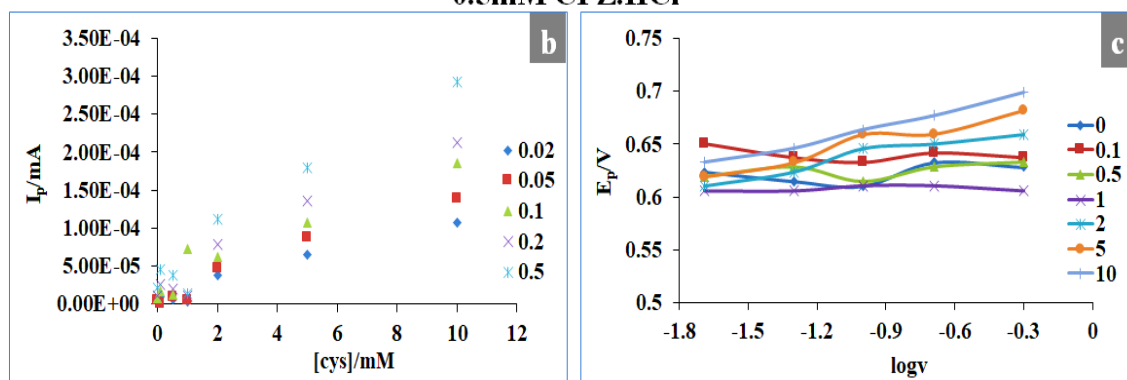 0.5mM CPZ.HCl
b
3.50E-04
3.00E-04
2.50E-04
2.00E-04
1.50E-04
1.00E-04
5.00E-05
0.00E+00
IP/mA
0 2 4 6 8 10 12
[cys]/mM
0.02
0.05
0.1
0.2
0.5
c
0.75
0.7
0.65
0.6
0.55
0.5
EP/V
-1.8 -1.5 -1.2 -0.9 -0.6 -0.3 0
logv
0
0.1
0.5
1
2
5
10